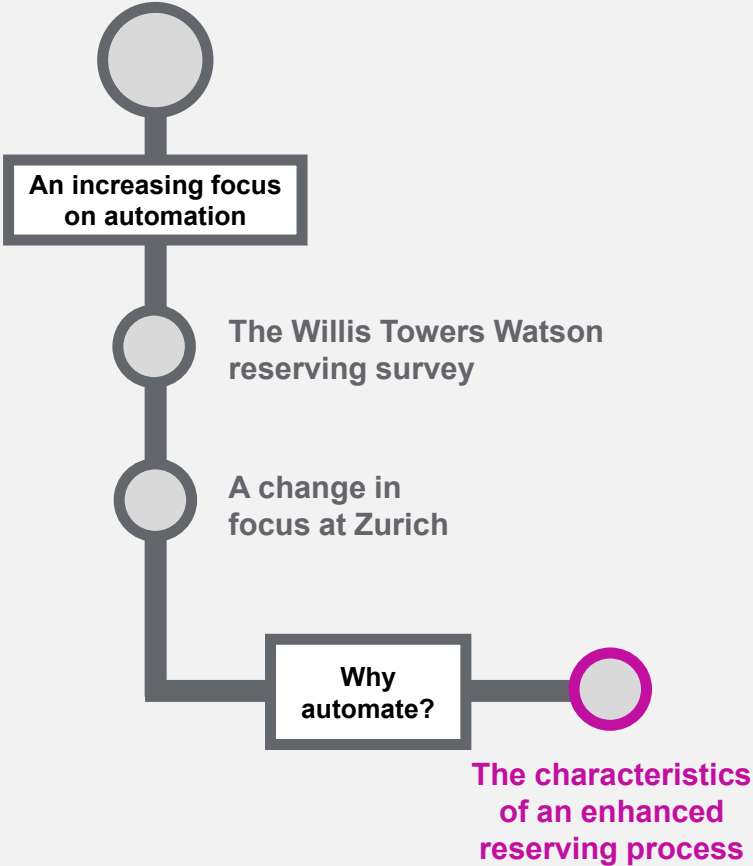 An increasing focus
on automation
The Willis Towers Watson
reserving survey
A change in
focus at Zurich
Why
automate?
The characteristics
of an enhanced
reserving process